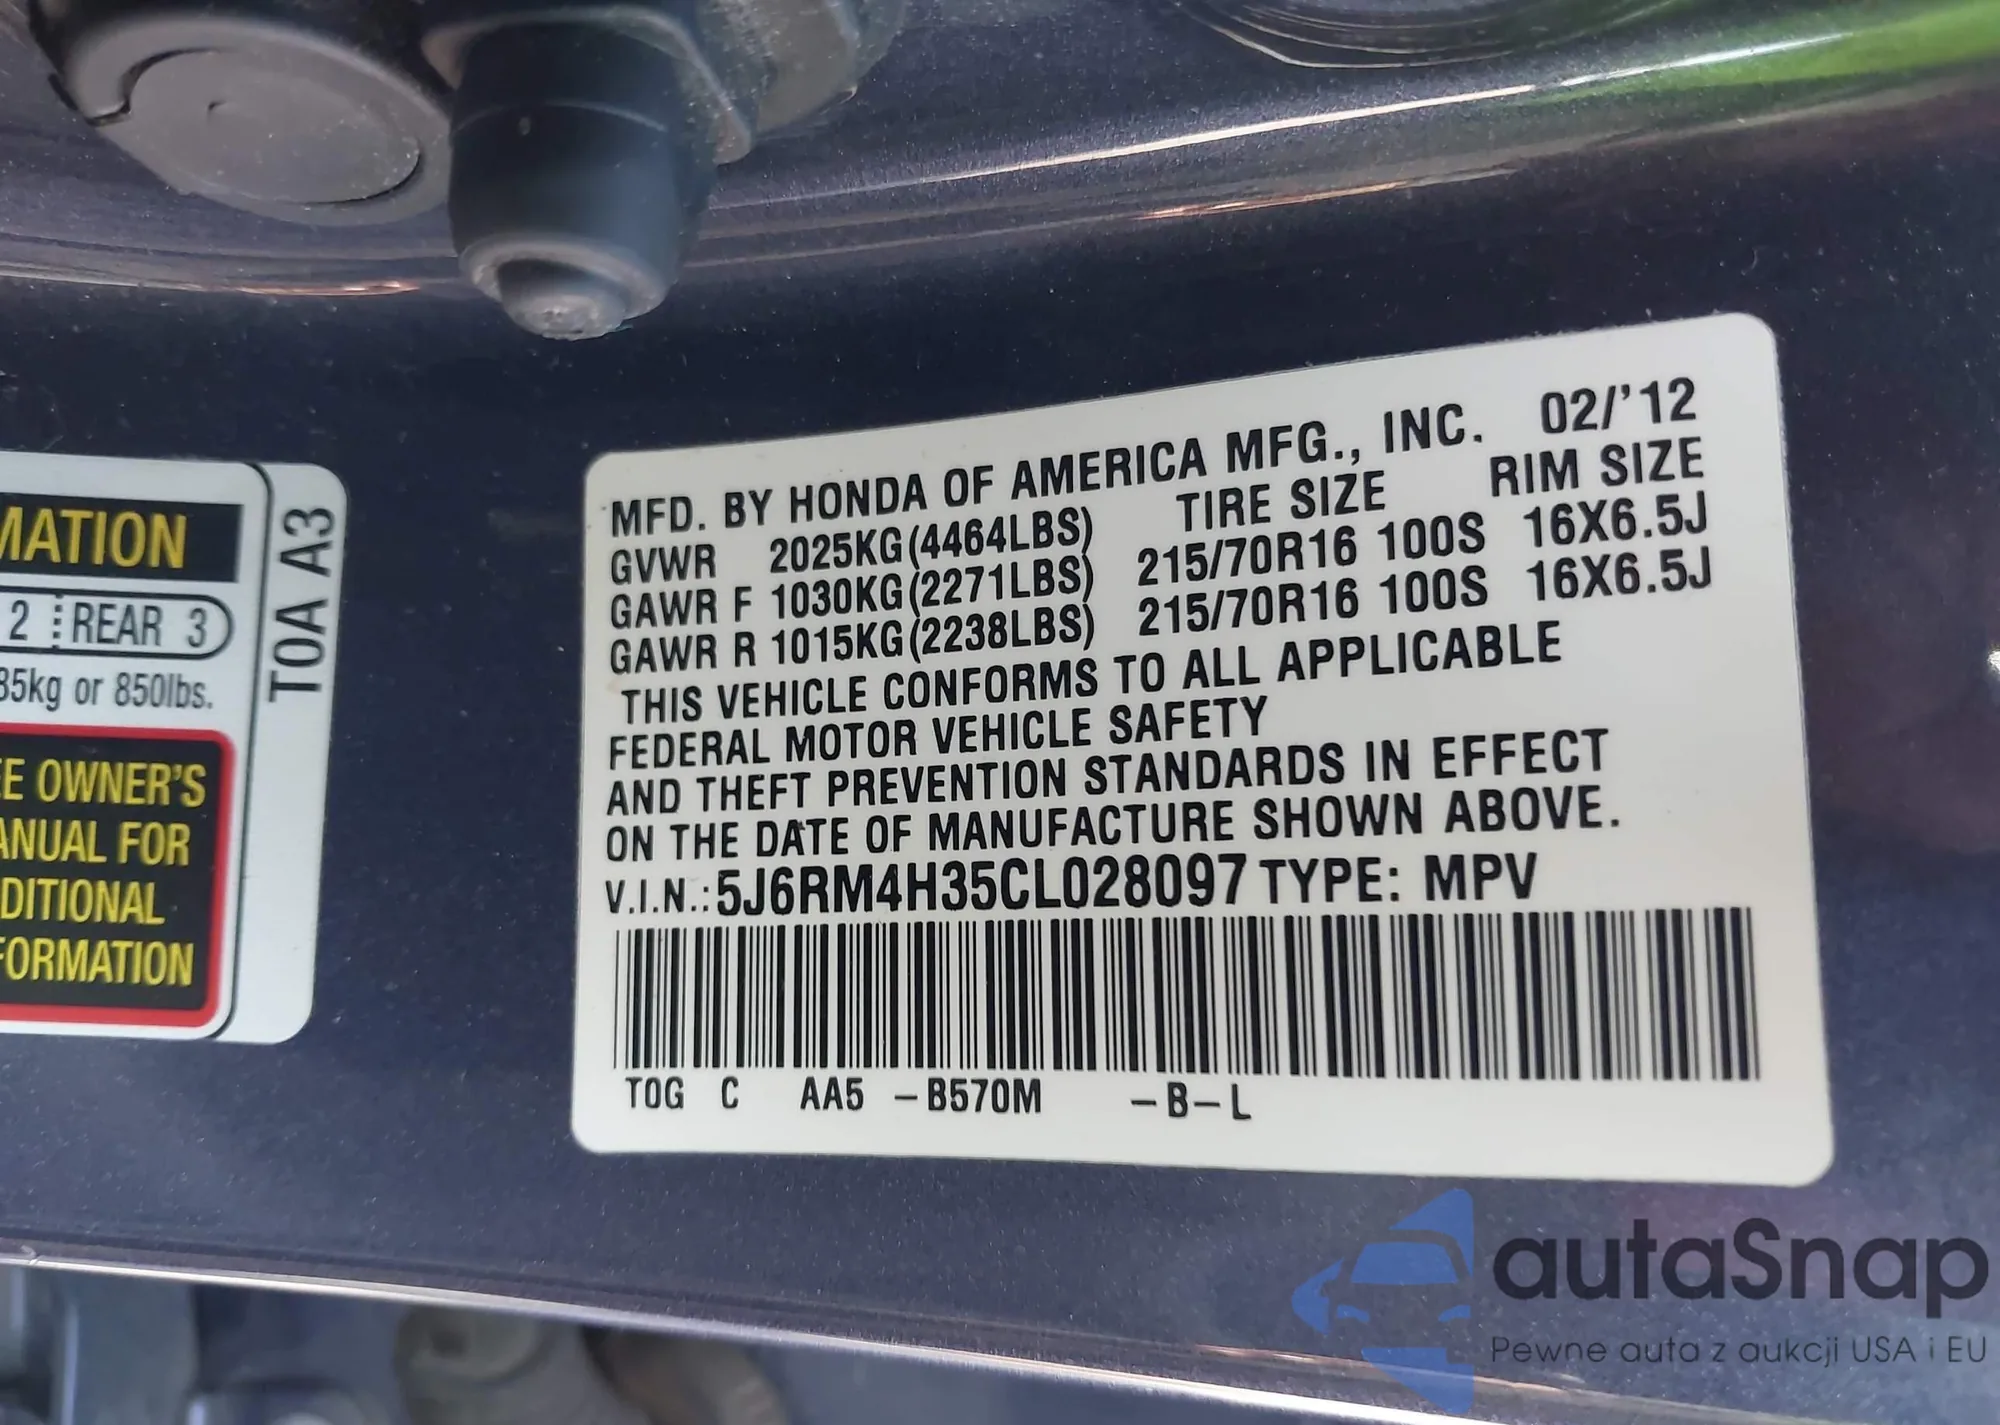 MATION
2 REAR 3
35kg or 850lbs.
E OWNER'S
ANUAL FOR
DITIONAL
FORMATION
T0A A3
MFD. BY HONDA OF AMERICA MFG., INC. 02/'12
GVWR 2025KG(4464LBS) TIRE SIZE RIM SIZE
GAWR F 1030KG(2271LBS) 215/70R16 100S 16X6.5J
GAWR R 1015KG(2238LBS) 215/70R16 100S 16X6.5J
THIS VEHICLE CONFORMS TO ALL APPLICABLE
FEDERAL MOTOR VEHICLE SAFETY
AND THEFT PREVENTION STANDARDS IN EFFECT
ON THE DATE OF MANUFACTURE SHOWN ABOVE.
V.I.N.: 5J6RM4H35CL028097 TYPE: MPV
T0G C AA5 -B570M -B-L
autaSnap
Pewne auta z aukcji USA i EU